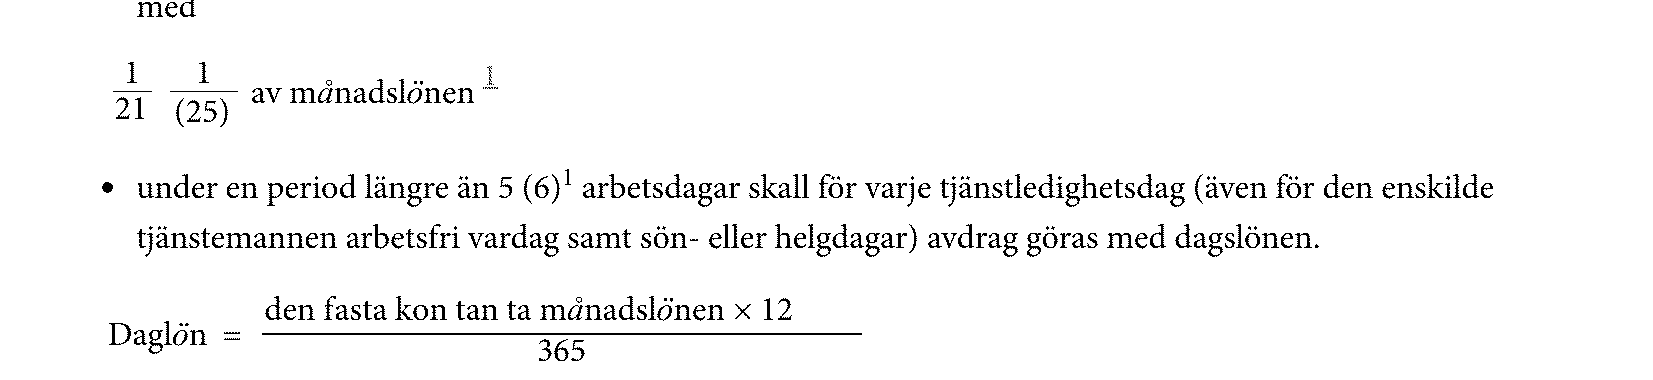 med
1/21 1/(25) av månadslönen 1
• under en period längre än 5 (6)1 arbetsdagar skall för varje tjänstledighetsdag (även för den enskilde
tjänstemannen arbetsfri vardag samt sön- eller helgdagar) avdrag göras med dagslönen.
Daglön = den fasta kon tan ta månadslönen × 12
365